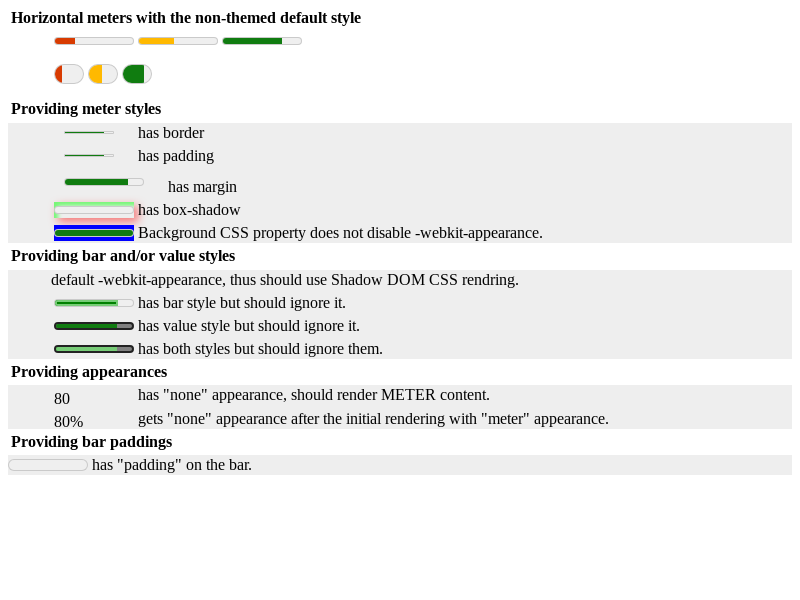 Horizontal meters with the non-themed default style
Providing meter styles
has border
has padding
has margin
has box-shadow
Background CSS property does not disable -webkit-appearance.
Providing bar and/or value styles
default -webkit-appearance, thus should use Shadow DOM CSS rendring.
has bar style but should ignore it.
has value style but should ignore it.
has both styles but should ignore them.
Providing appearances
80 has "none" appearance, should render METER content.
80% gets "none" appearance after the initial rendering with "meter" appearance.
Providing bar paddings
has "padding" on the bar.